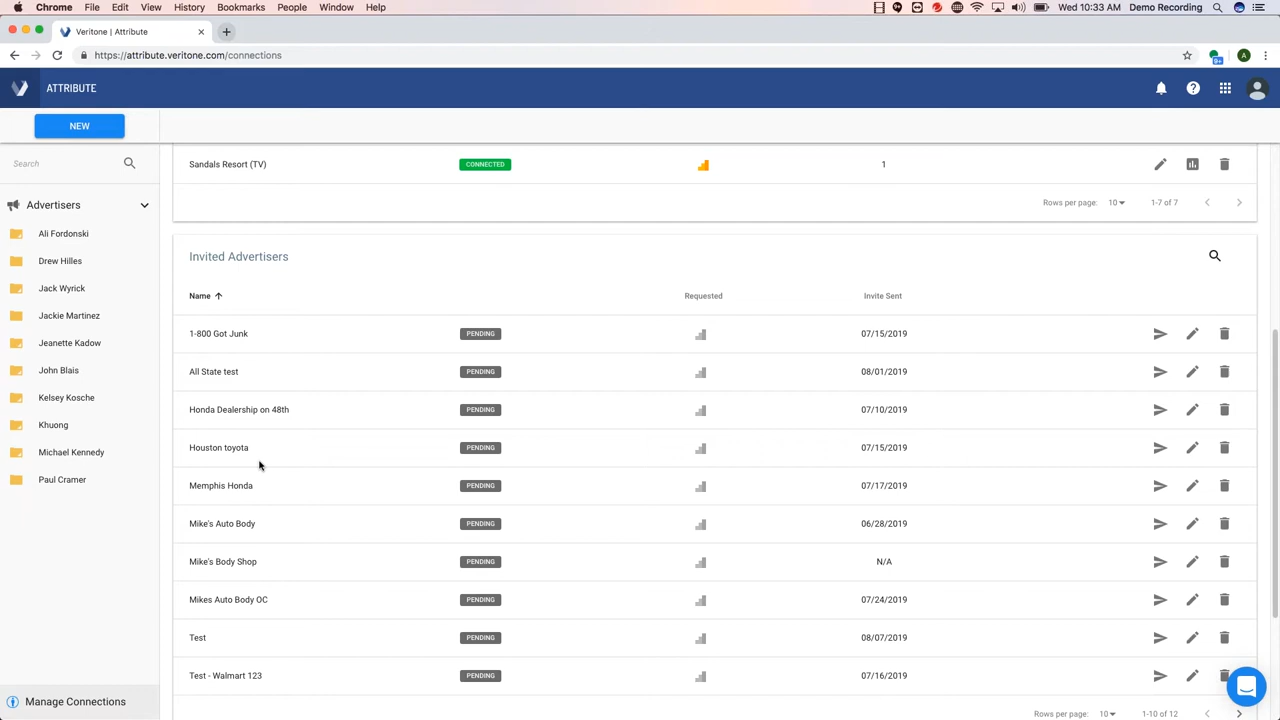 Chrome File Edit View History Bookmarks People Window Help Wed 10:33 AM Demo Recording
Veritone | Attribute
https://attribute.veritone.com/connections
ATTRIBUTE
NEW
Search
Advertisers
Ali Fordonski
Drew Hilles
Jack Wyrick
Jackie Martinez
Jeanette Kadow
John Blais
Kelsey Kosche
Khuong
Michael Kennedy
Paul Cramer
Manage Connections
Sandals Resort (TV) CONNECTED 1
Rows per page: 10 1-7 of 7
Invited Advertisers
Name Requested Invite Sent
1-800 Got Junk PENDING 07/15/2019
All State test PENDING 08/01/2019
Honda Dealership on 48th PENDING 07/10/2019
Houston toyota PENDING 07/15/2019
Memphis Honda PENDING 07/17/2019
Mike's Auto Body PENDING 06/28/2019
Mike's Body Shop PENDING N/A
Mikes Auto Body OC PENDING 07/24/2019
Test PENDING 08/07/2019
Test - Walmart 123 PENDING 07/16/2019
Rows per page: 10 1-10 of 12